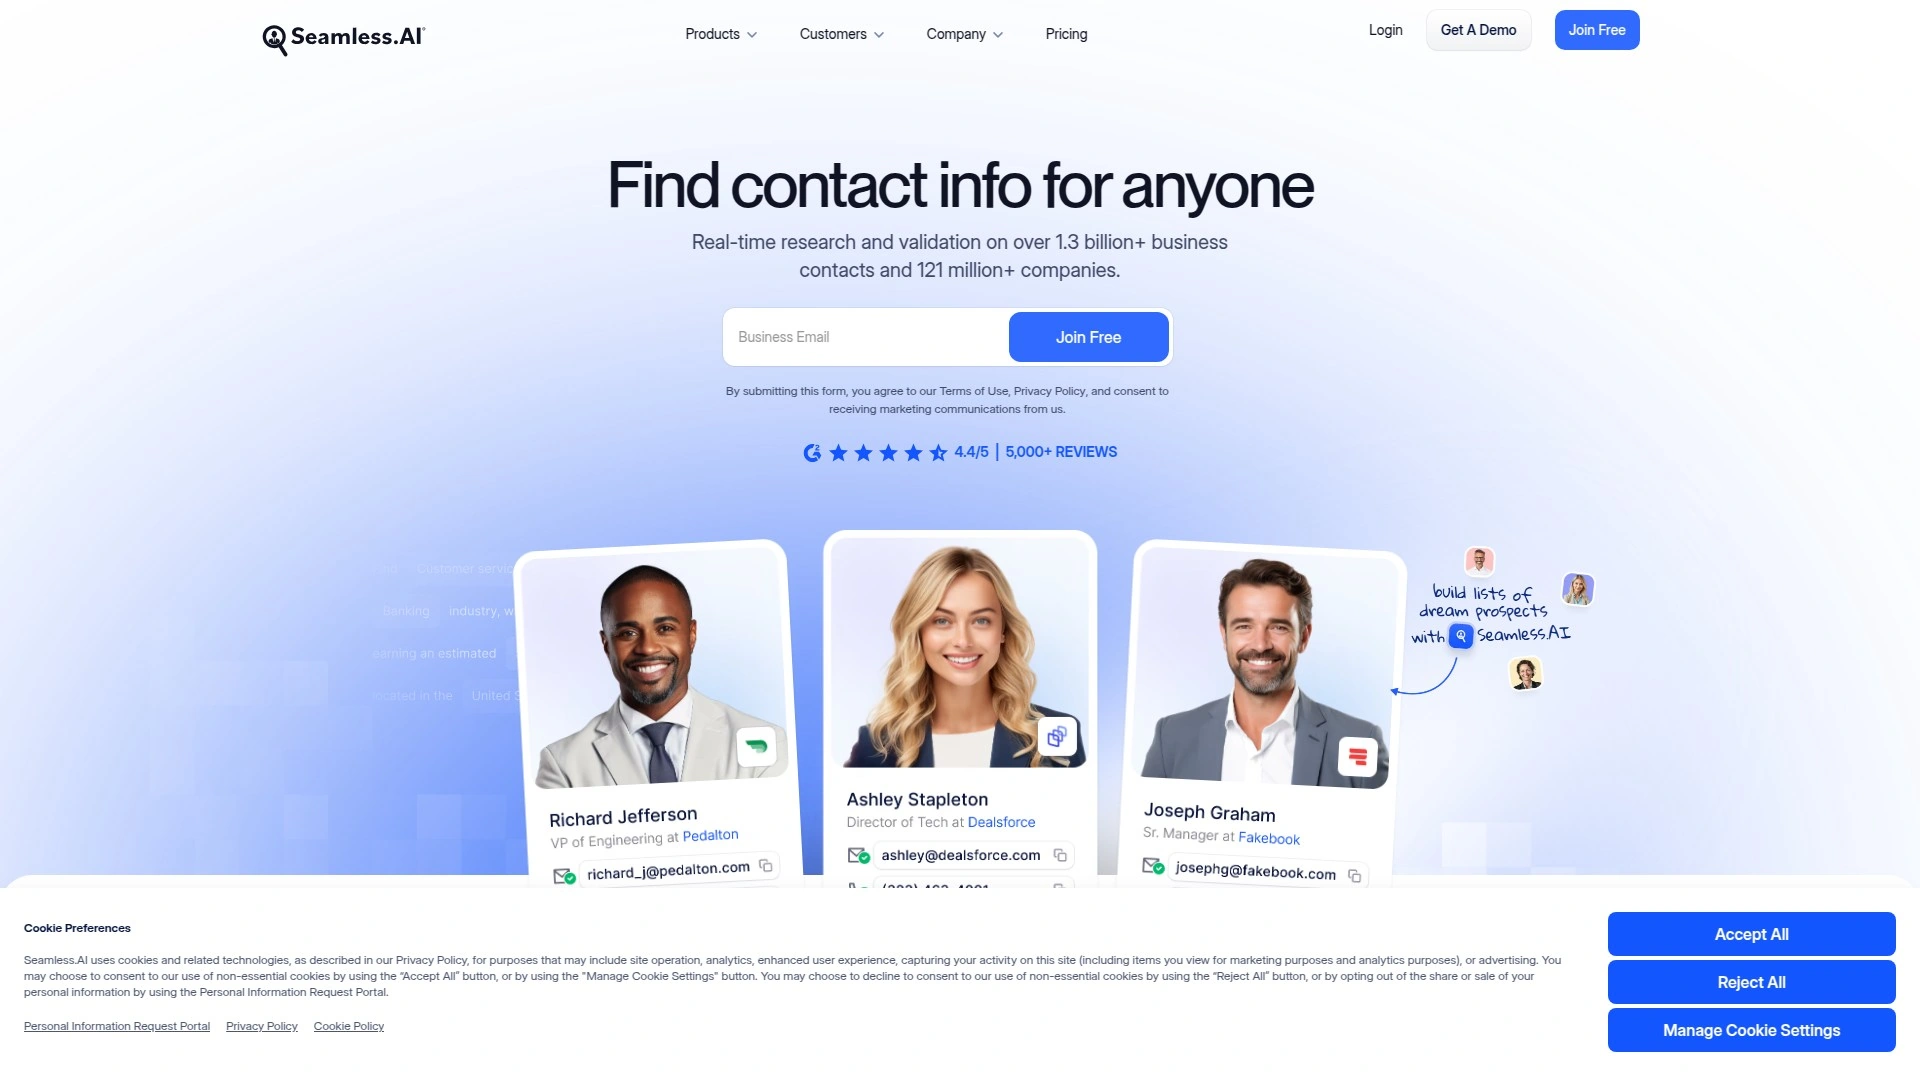 Seamless.AI
Products
Customers
Company
Pricing
Login
Get A Demo
Join Free
Find contact info for anyone
Real-time research and validation on over 1.3 billion+ business
contacts and 121 million+ companies.
Business Email
Join Free
By submitting this form, you agree to our Terms of Use, Privacy Policy, and consent to
receiving marketing communications from us.
4.4/5 | 5,000+ REVIEWS
Customer servic
Banking industry, w
earning an estimated
located in the United S
build lists of
dream prospects
with Seamless.AI
Richard Jefferson
VP of Engineering at Pedalton
richard_j@pedalton.com
Ashley Stapleton
Director of Tech at Dealsforce
ashley@dealsforce.com
Joseph Graham
Sr. Manager at Fakebook
josephg@fakebook.com
Cookie Preferences
Seamless.AI uses cookies and related technologies, as described in our Privacy Policy, for purposes that may include site operation, analytics, enhanced user experience, capturing your activity on this site (including items you view for marketing purposes and analytics purposes), or advertising. You
may choose to consent to our use of non-essential cookies by using the “Accept All” button, or by using the "Manage Cookie Settings" button. You may choose to decline to consent to our use of non-essential cookies by using the “Reject All” button, or by opting out of the share or sale of your
personal information by using the Personal Information Request Portal.
Personal Information Request Portal
Privacy Policy
Cookie Policy
Accept All
Reject All
Manage Cookie Settings